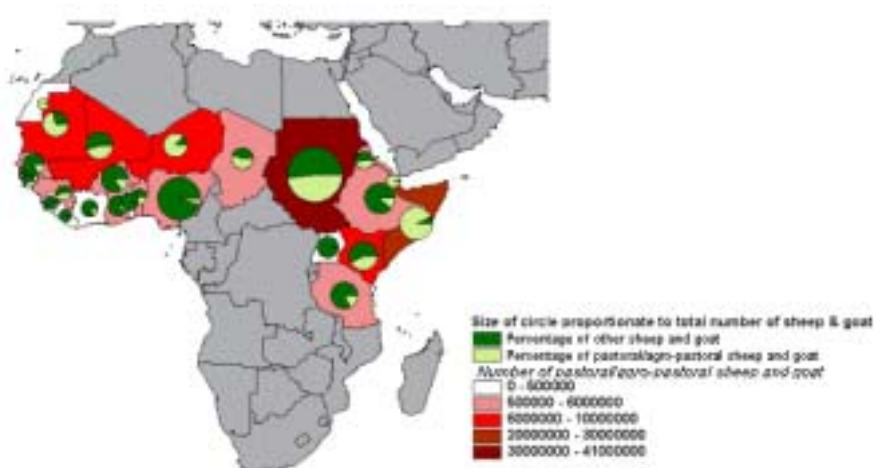 Size of circle proportionate to total number of sheep & goat
Percentage of other sheep and goat
Percentage of pastoral/agro-pastoral sheep and goat
Number of pastoral/agro-pastoral sheep and goat
0 - 500000
500000 - 6000000
6000000 - 10000000
20000000 - 30000000
30000000 - 41000000